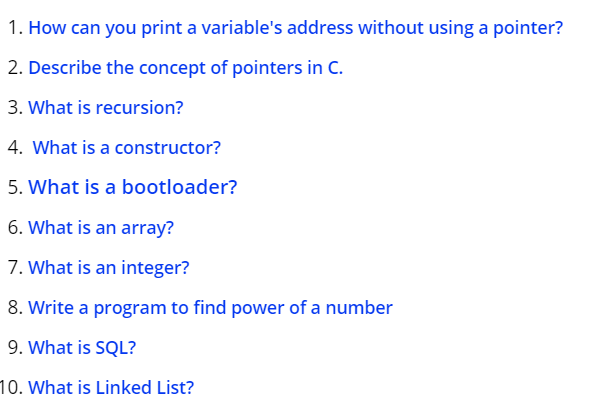 1. How can you print a variable's address without using a pointer?
2. Describe the concept of pointers in C.
3. What is recursion?
4. What is a constructor?
5. What is a bootloader?
6. What is an array?
7. What is an integer?
8. Write a program to find power of a number
9. What is SQL?
10. What is Linked List?